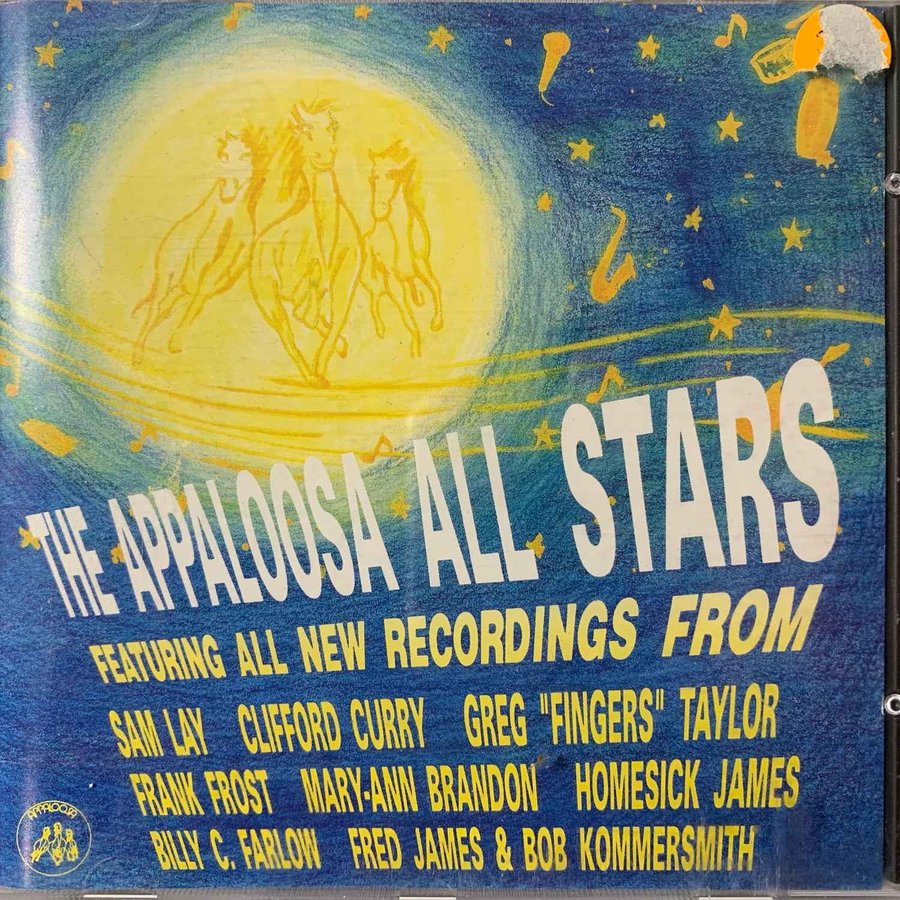 THE APPALOOSA ALL STARS
FEATURING ALL NEW RECORDINGS FROM
SAM LAY CLIFFORD CURRY GREG "FINGERS" TAYLOR
FRANK FROST MARY-ANN BRANDON HOMESICK JAMES
BILLY C. FARLOW FRED JAMES & BOB KOMMERSMITH
APPALOOSA